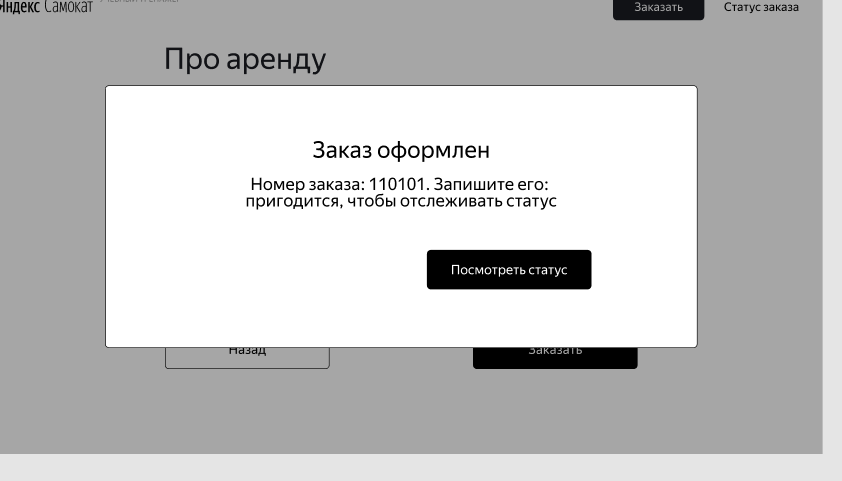 Яндекс Самокат
Заказать
Статус заказа
Про аренду
Заказ оформлен
Номер заказа: 110101. Запишите его:
пригодится, чтобы отслеживать статус
Посмотреть статус
Назад
Заказать